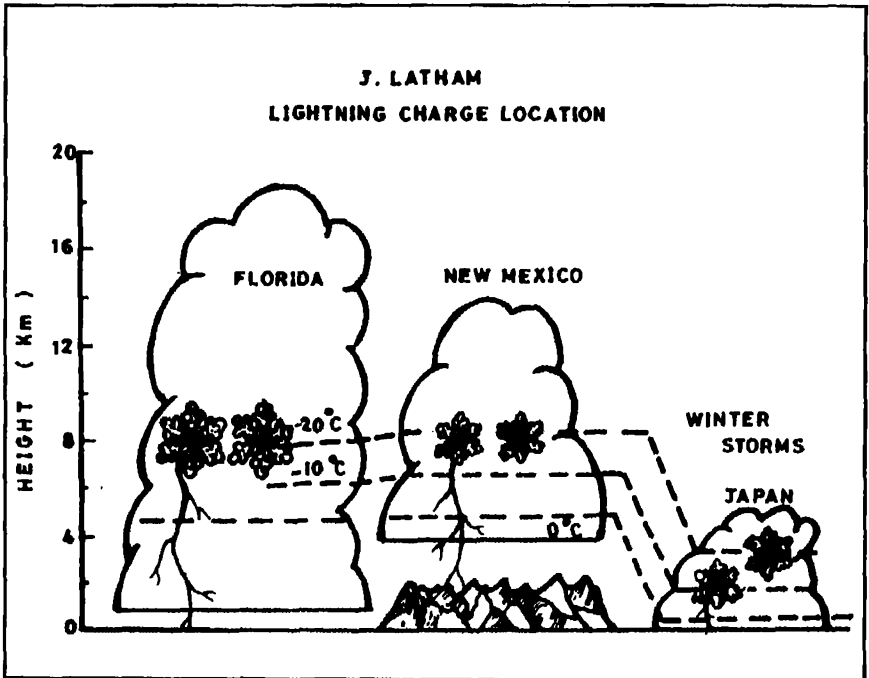 J. LATHAM
LIGHTNING CHARGE LOCATION
20
16
12
8
4
0
HEIGHT (Km)
FLORIDA
NEW MEXICO
WINTER
STORMS
JAPAN
-20°C
-10°C
0°C